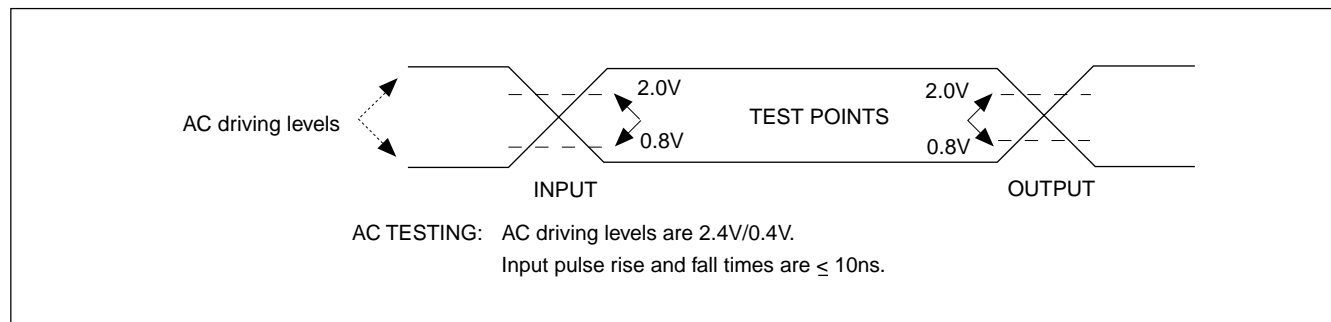 2.0V
2.0V
AC driving levels
TEST POINTS
0.8V
0.8V
INPUT
OUTPUT
AC TESTING: AC driving levels are 2.4V/0.4V.
Input pulse rise and fall times are ≤ 10ns.